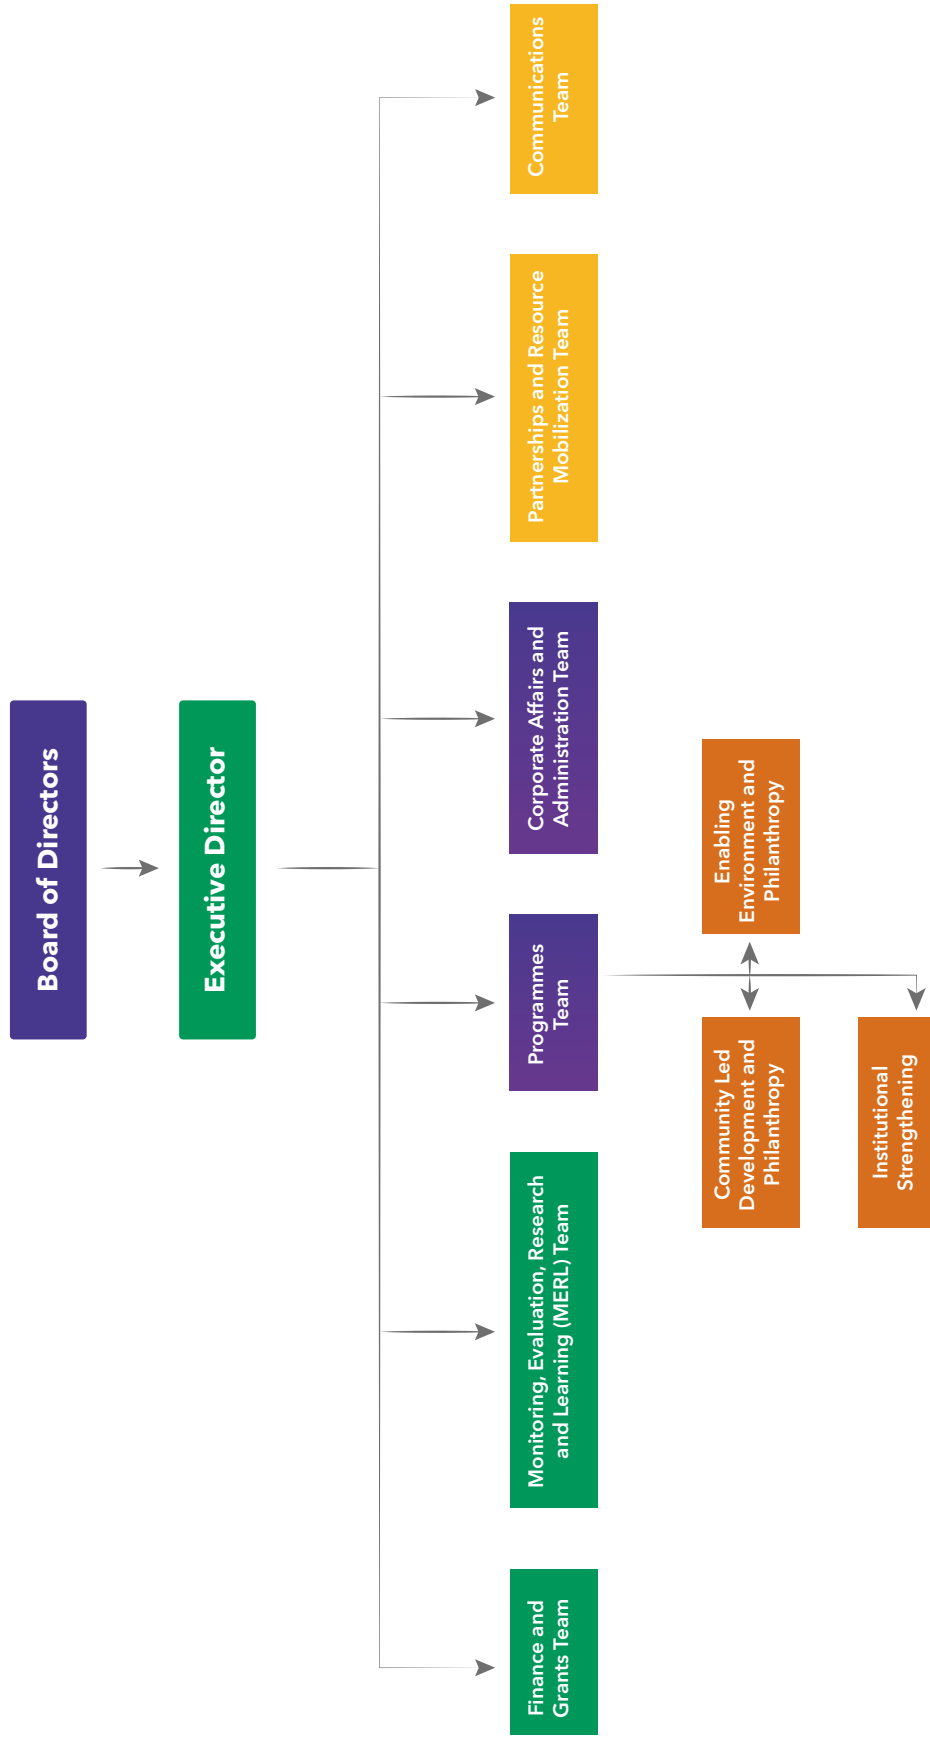 Board of Directors
Executive Director
Finance and
Grants Team
Monitoring, Evaluation, Research
and Learning (MERL) Team
Programmes
Team
Corporate Affairs and
Administration Team
Partnerships and Resource
Mobilization Team
Communications
Team
Community Led
Development and
Philanthropy
Enabling
Environment and
Philanthropy
Institutional
Strengthening